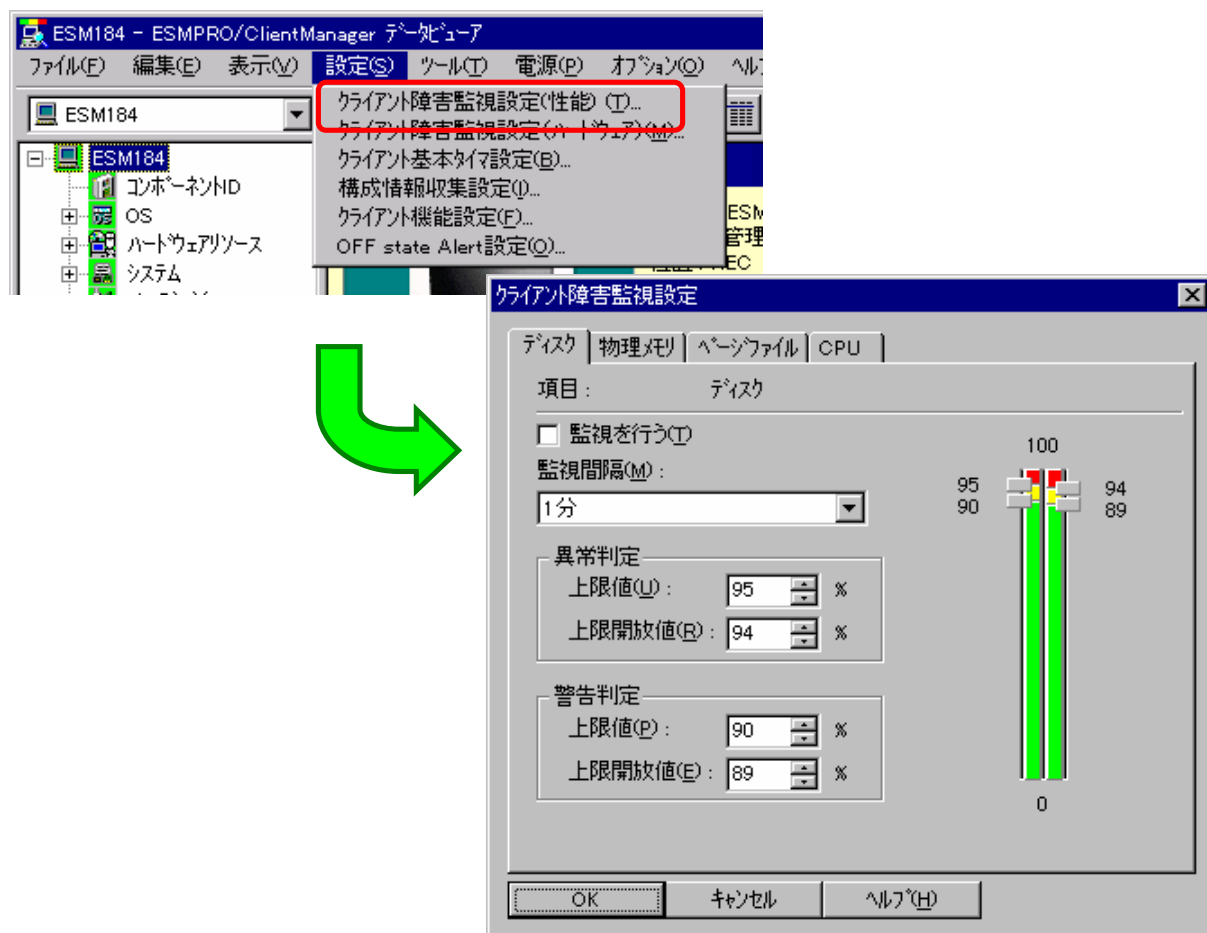 ESM184 - ESMPRO/ClientManager データビューア
ファイル(F) 編集(E) 表示(V) 設定(S) ツール(T) 電源(P) オプション(O) ヘル
ESM184
クライアント障害監視設定(性能) (T)...
クライアント障害監視設定(ハードウェア)(M)...
クライアント基本タイマ設定(B)...
構成情報収集設定(I)...
クライアント機能設定(F)...
OFF state Alert設定(O)...
ESM184
コンポーネントID
OS
ハードウェアリソース
システム
ESM
管理
EC
クライアント障害監視設定
ディスク 物理メモリ ページファイル CPU
項目 : ディスク
監視を行う(T)
監視間隔(M) :
1分
異常判定
上限値(U) : 95 %
上限開放値(R) : 94 %
警告判定
上限値(P) : 90 %
上限開放値(E) : 89 %
100
95 94
90 89
0
OK キャンセル ヘルプ(H)